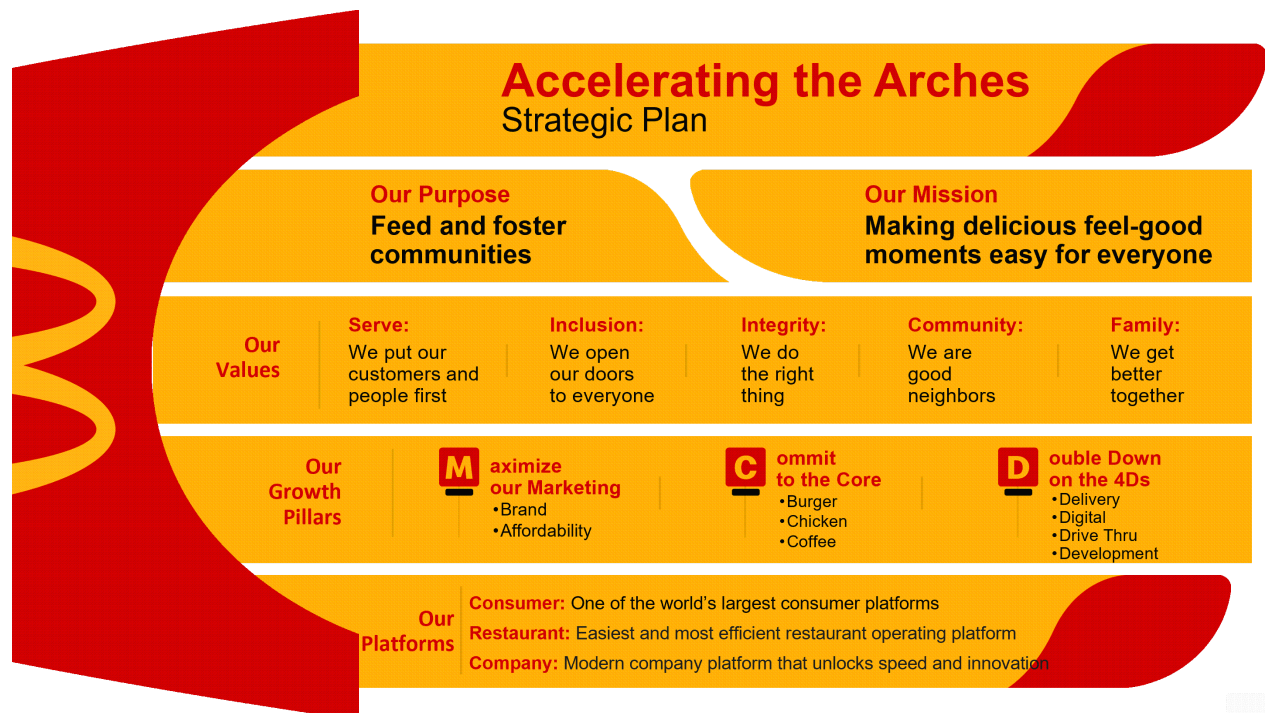 Accelerating the Arches
Strategic Plan
Our Purpose
Feed and foster
communities
Our Mission
Making delicious feel-good
moments easy for everyone
Our
Values
Serve:
We put our
customers and
people first
Inclusion:
We open
our doors
to everyone
Integrity:
We do
the right
thing
Community:
We are
good
neighbors
Family:
We get
better
together
Our
Growth
Pillars
Maximize
our Marketing
•Brand
•Affordability
Commit
to the Core
•Burger
•Chicken
•Coffee
Double Down
on the 4Ds
•Delivery
•Digital
•Drive Thru
•Development
Our
Platforms
Consumer: One of the world’s largest consumer platforms
Restaurant: Easiest and most efficient restaurant operating platform
Company: Modern company platform that unlocks speed and innovation